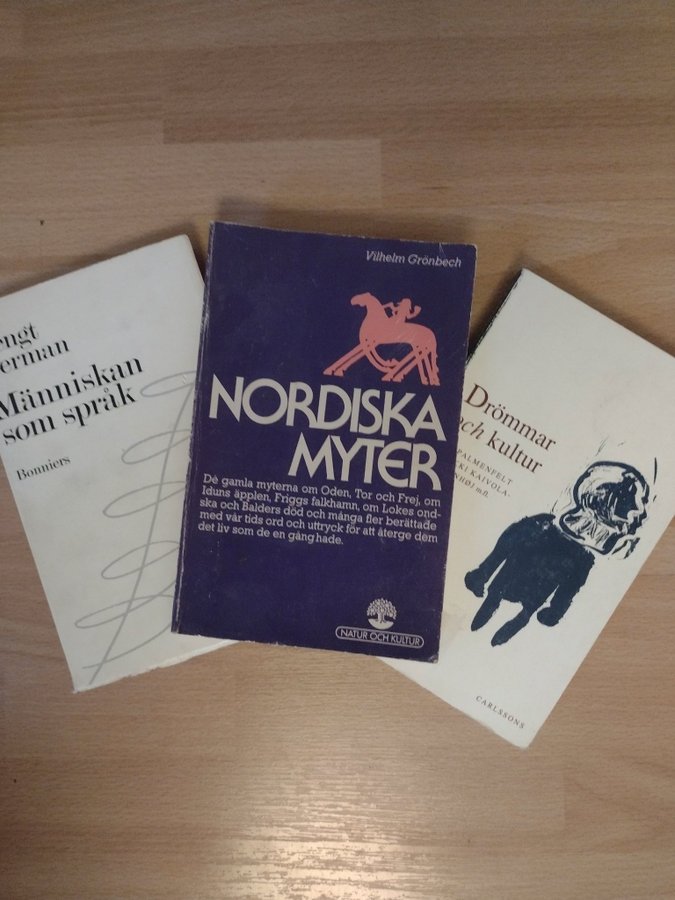 engt
erman
Människan
som språk
Bonniers
Vilhelm Grönbech
NORDISKA
MYTER
De gamla myterna om Oden, Tor och Frej, om
Iduns äpplen, Friggs falkhamn, om Lokes ond-
ska och Balders död och många fler berättade
med vår tids ord och uttryck för att återge dem
det liv som de en gång hade.
NATUR OCH KULTUR
Drömmar
och kultur
PALMENFELT
KI KAIVOLA-
NHØJ m.fl.
CARLSSONS